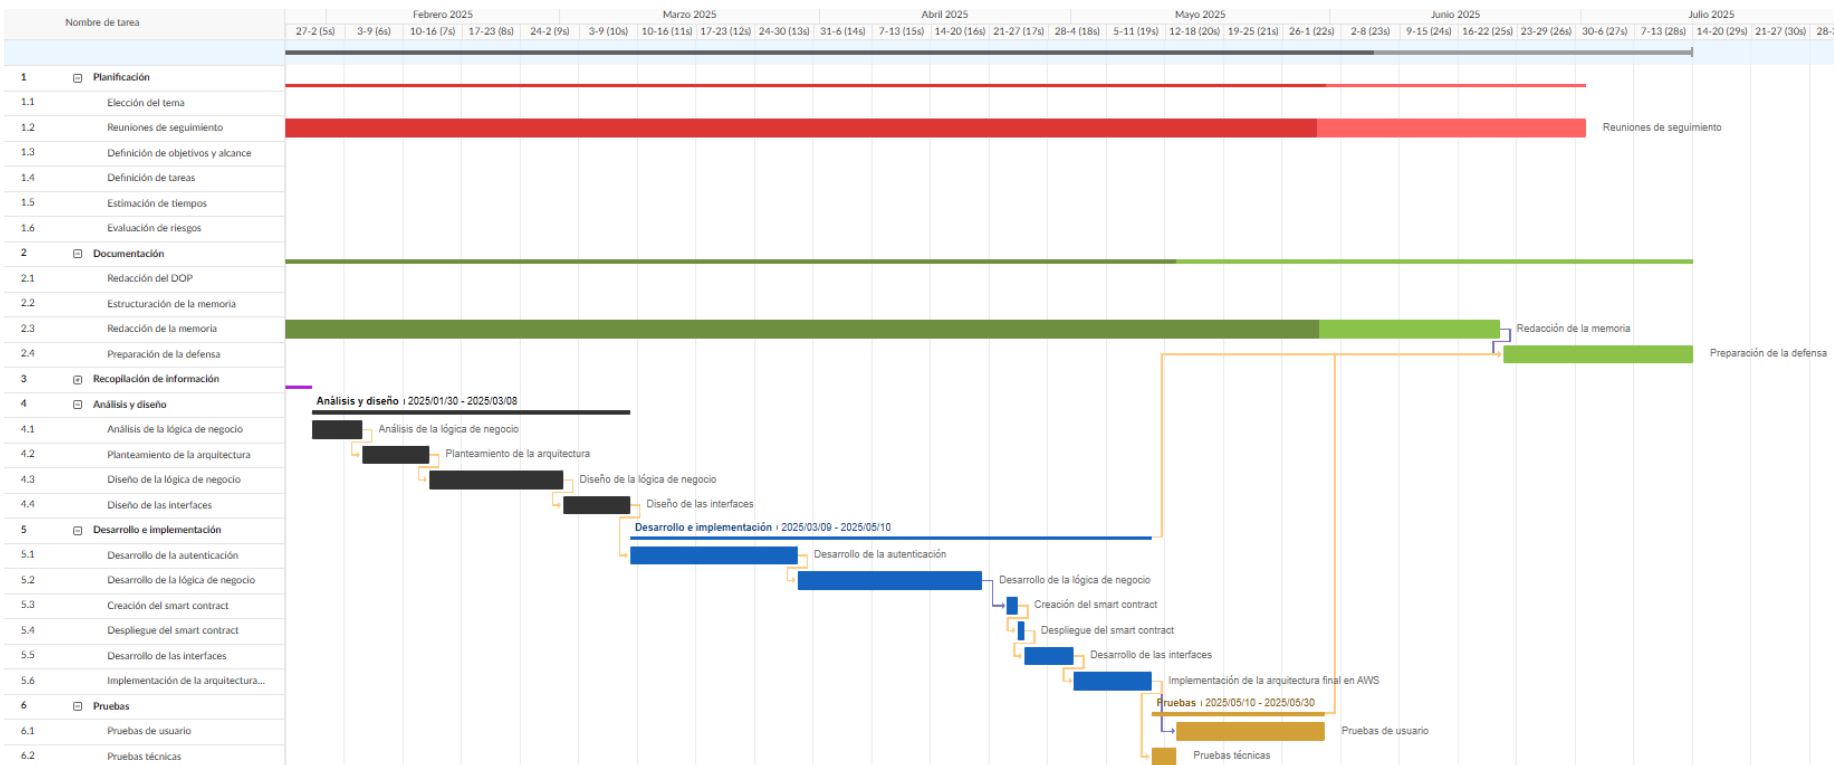 Nombre de tarea
Febrero 2025 Marzo 2025 Abril 2025 Mayo 2025 Junio 2025 Julio 2025
27-2 (5s) 3-9 (6s) 10-16 (7s) 17-23 (8s) 24-2 (9s) 3-9 (10s) 10-16 (11s) 17-23 (12s) 24-30 (13s) 31-6 (14s) 7-13 (15s) 14-20 (16s) 21-27 (17s) 28-4 (18s) 5-11 (19s) 12-18 (20s) 19-25 (21s) 26-1 (22s) 2-8 (23s) 9-15 (24s) 16-22 (25s) 23-29 (26s) 30-6 (27s) 7-13 (28s) 14-20 (29s) 21-27 (30s) 28-3
1 Planificación
1.1 Elección del tema
1.2 Reuniones de seguimiento Reuniones de seguimiento
1.3 Definición de objetivos y alcance
1.4 Definición de tareas
1.5 Estimación de tiempos
1.6 Evaluación de riesgos
2 Documentación
2.1 Redacción del DOP
2.2 Estructuración de la memoria
2.3 Redacción de la memoria Redacción de la memoria
2.4 Preparación de la defensa Preparación de la defensa
3 Recopilación de información
4 Análisis y diseño Análisis y diseño 2025/01/30 - 2025/03/08
4.1 Análisis de la lógica de negocio Análisis de la lógica de negocio
4.2 Planteamiento de la arquitectura Planteamiento de la arquitectura
4.3 Diseño de la lógica de negocio Diseño de la lógica de negocio
4.4 Diseño de las interfaces Diseño de las interfaces
5 Desarrollo e implementación Desarrollo e implementación 2025/03/09 - 2025/05/10
5.1 Desarrollo de la autenticación Desarrollo de la autenticación
5.2 Desarrollo de la lógica de negocio Desarrollo de la lógica de negocio
5.3 Creación del smart contract Creación del smart contract
5.4 Despliegue del smart contract Despliegue del smart contract
5.5 Desarrollo de las interfaces Desarrollo de las interfaces
5.6 Implementación de la arquitectura... Implementación de la arquitectura final en AWS
6 Pruebas Pruebas 2025/05/10 - 2025/05/30
6.1 Pruebas de usuario Pruebas de usuario
6.2 Pruebas técnicas Pruebas técnicas